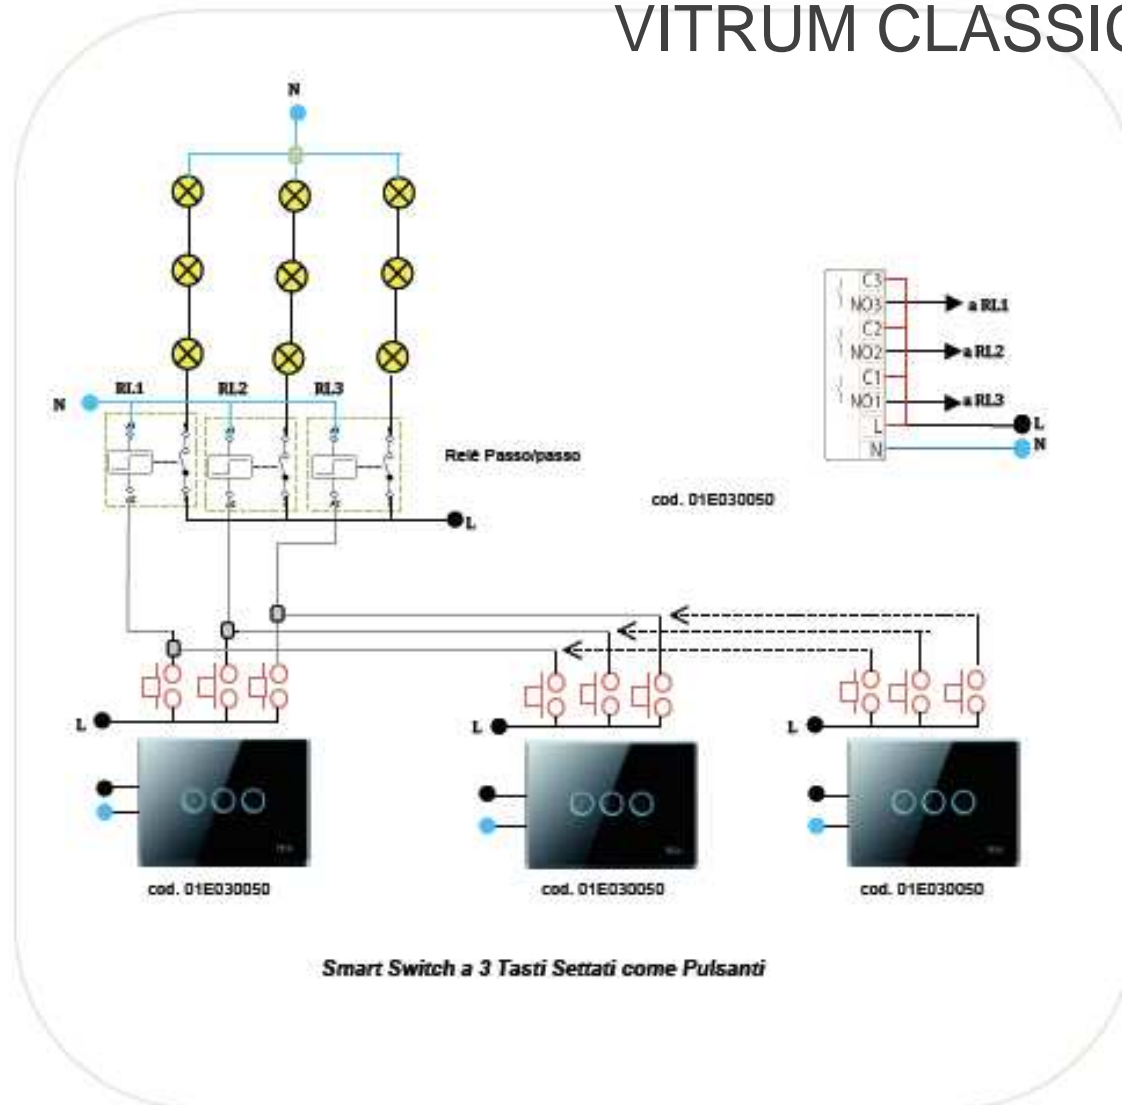 VITRUM CLASSIC
N
RL1
RL2
RL3
N
Relè Passo/passo
L
C3
NO3
a RL1
C2
NO2
a RL2
C1
NO1
a RL3
L
L
N
N
cod. 01E030050
L
L
L
cod. 01E030050
cod. 01E030050
cod. 01E030050
Smart Switch a 3 Tasti Settati come Pulsanti